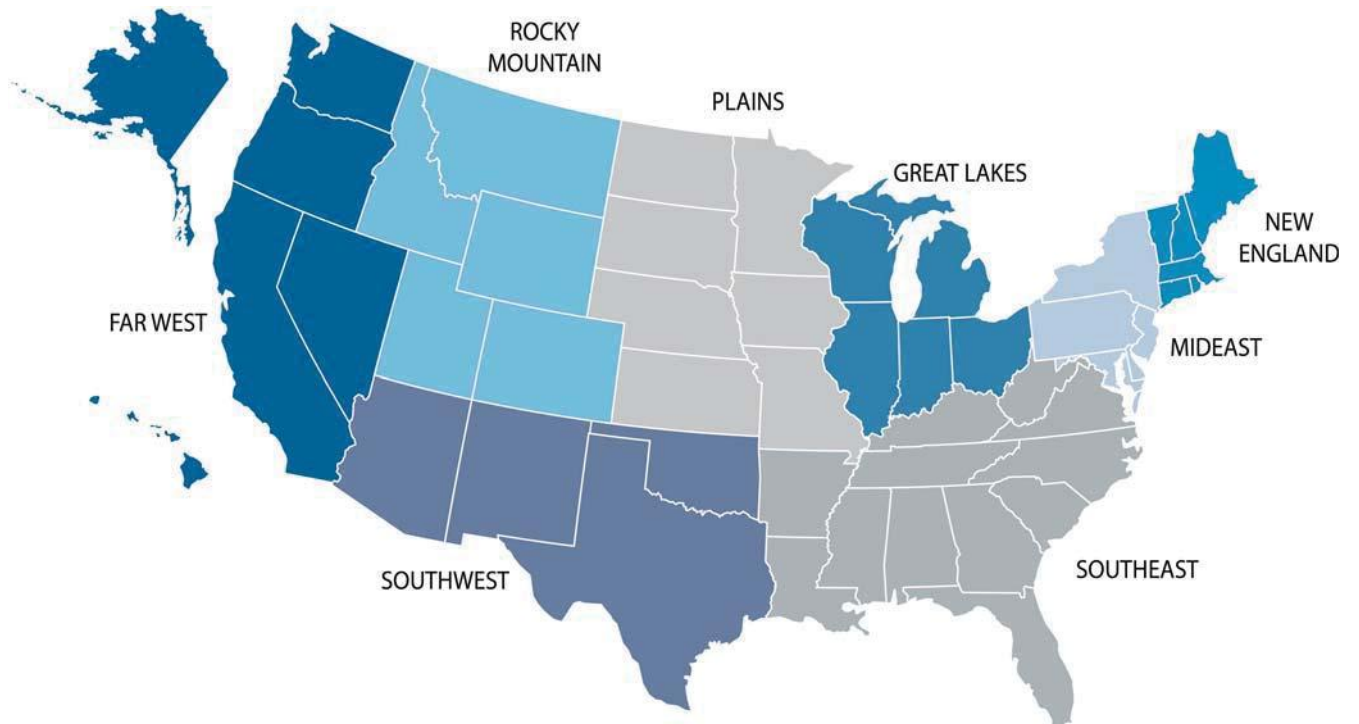 ROCKY
MOUNTAIN
PLAINS
GREAT LAKES
NEW
ENGLAND
FAR WEST
MIDEAST
SOUTHWEST
SOUTHEAST